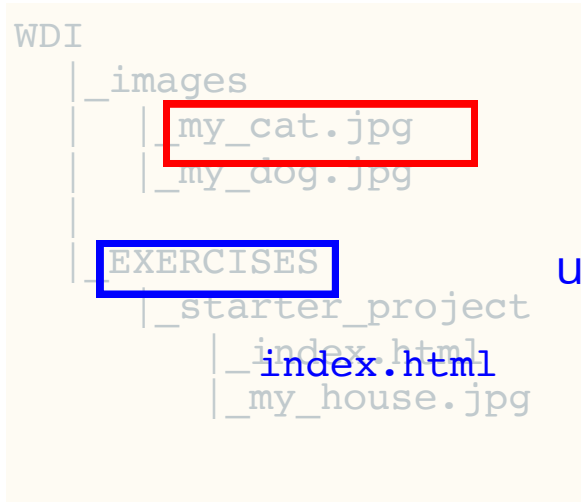 WDI
|_images
| |_my_cat.jpg
| |_my_dog.jpg
|
|_EXERCISES u
|_starter_project
|_index.html
index.html
|_my_house.jpg